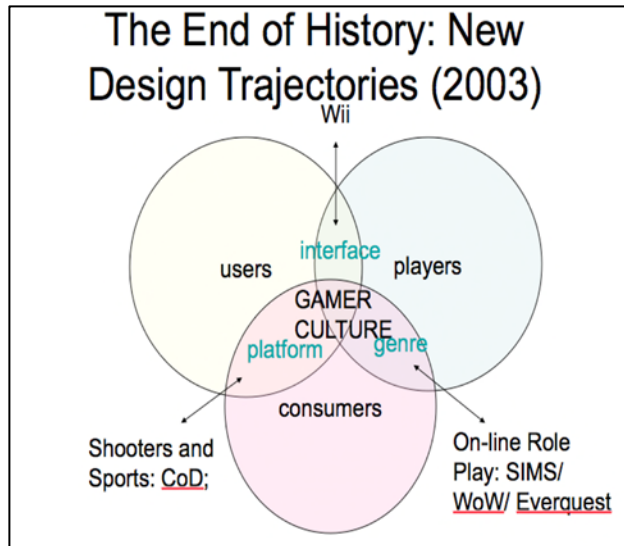 The End of History: New
Design Trajectories (2003)
Wii
interface
users
players
GAMER
CULTURE
platform
genre
consumers
Shooters and
Sports: CoD;
On-line Role
Play: SIMS/
WoW/ Everquest